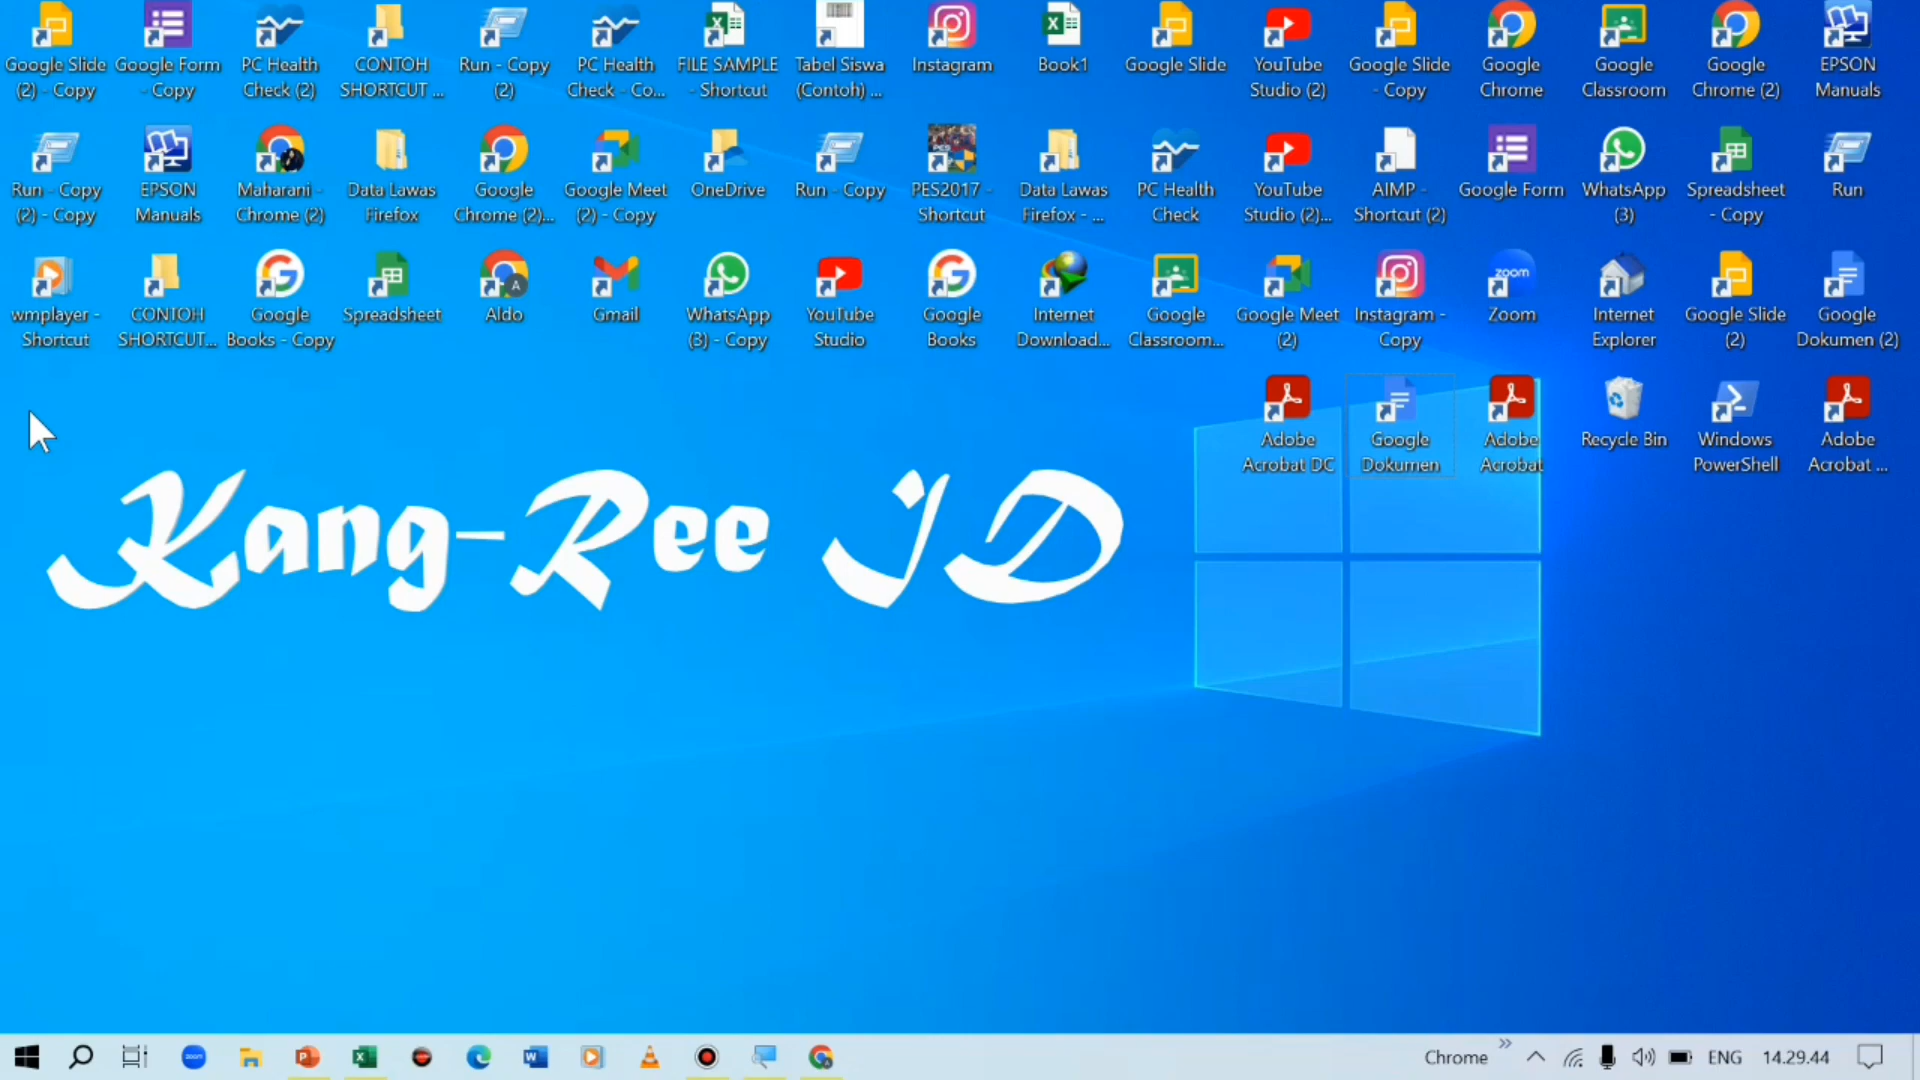 Google Slide
(2) - Copy
Google Form
- Copy
PC Health
Check (2)
CONTOH
SHORTCUT ...
Run - Copy
(2)
PC Health
Check - Co...
FILE SAMPLE
- Shortcut
Tabel Siswa
(Contoh) ...
Instagram
Book1
Google Slide
YouTube
Studio (2)
Google Slide
- Copy
Google
Chrome
Google
Classroom
Google
Chrome (2)
EPSON
Manuals
Run - Copy
(2) - Copy
EPSON
Manuals
Maharani -
Chrome (2)
Data Lawas
Firefox
Google
Chrome (2)...
Google Meet
(2) - Copy
OneDrive
Run - Copy
PES2017 -
Shortcut
Data Lawas
Firefox - ...
PC Health
Check
YouTube
Studio (2)...
AIMP -
Shortcut (2)
Google Form
WhatsApp
(3)
Spreadsheet
- Copy
Run
wmplayer -
Shortcut
CONTOH
SHORTCUT...
Google
Books - Copy
Spreadsheet
Aldo
Gmail
WhatsApp
(3) - Copy
YouTube
Studio
Google
Books
Internet
Download...
Google
Classroom...
Google Meet
(2)
Instagram -
Copy
zoom
Zoom
Internet
Explorer
Google Slide
(2)
Google
Dokumen (2)
Adobe
Acrobat DC
Google
Dokumen
Adobe
Acrobat
Recycle Bin
Windows
PowerShell
Adobe
Acrobat ...
Kang-Ree ID
Chrome
ENG
14.29.44